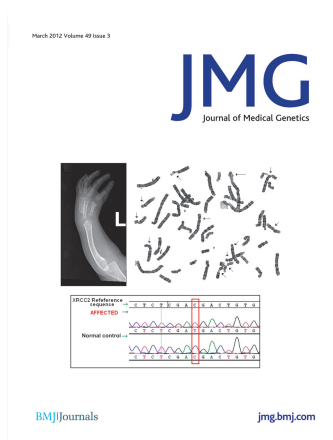 March 2012 Volume 49 Issue 3
JMG
Journal of Medical Genetics
L
XRCC2 Refeference
sequence
C T C T C G A C G A C T G T G
AFFECTED
C T C T C G A T G A C T G T G
Normal control
C T C T C G A C G A C T G T G
BMJ|Journals
jmg.bmj.com